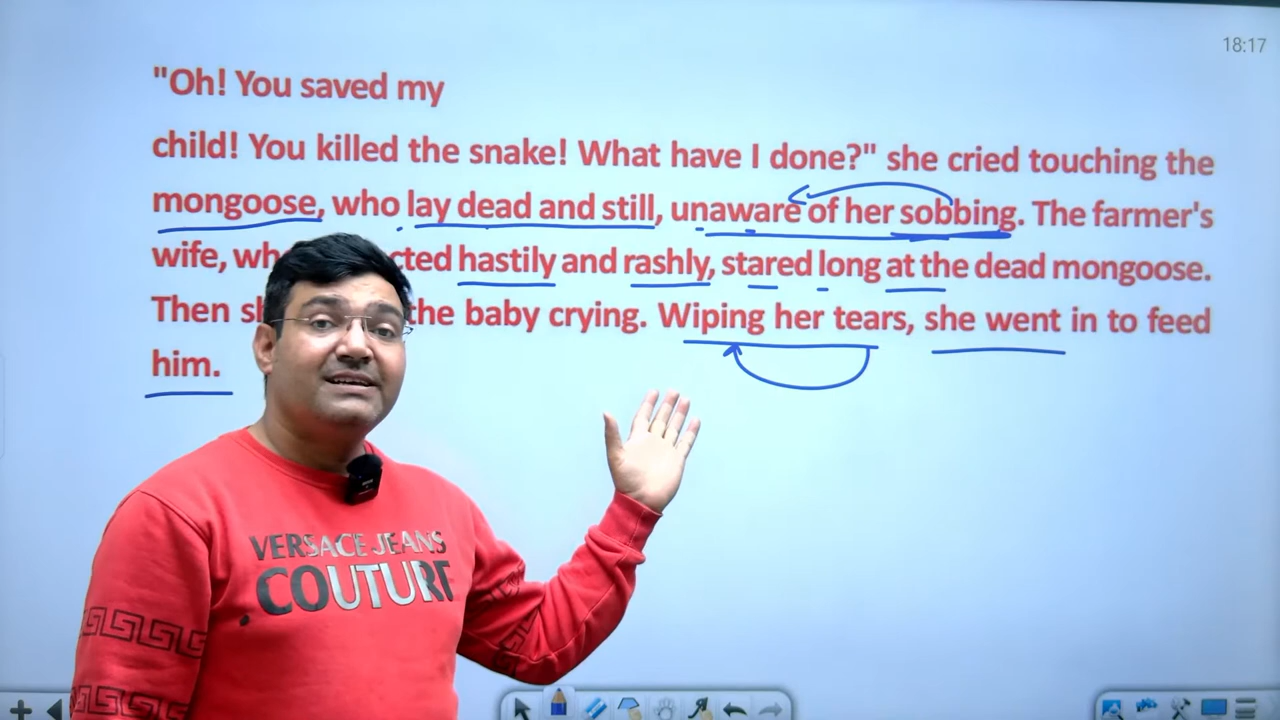 18:17
"Oh! You saved my
child! You killed the snake! What have I done?" she cried touching the
mongoose, who lay dead and still, unaware of her sobbing. The farmer's
wife, hastily and rashly, stared long at the dead mongoose.
Then the baby crying. Wiping her tears, she went in to feed
him.
VERSACE JEANS
COUTURE